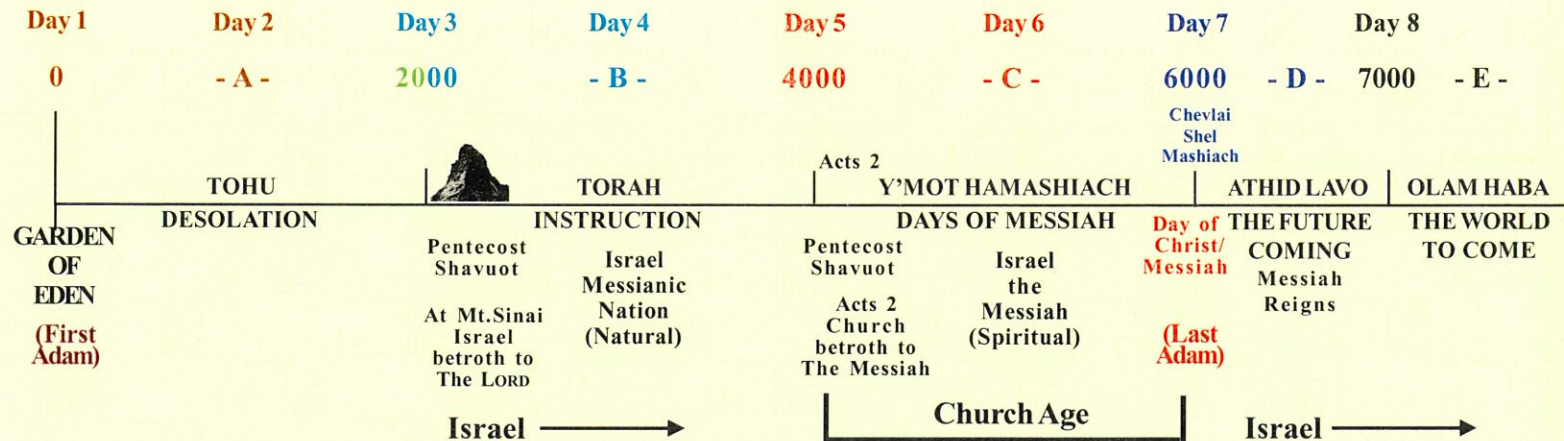 Day 1 Day 2 Day 3 Day 4 Day 5 Day 6 Day 7 Day 8
0 - A - 2000 - B - 4000 - C - 6000 - D - 7000 - E -
Chevlai
Shel
Mashiach
Acts 2
TOHU TORAH Y'MOT HAMASHIACH ATHID LAVO OLAM HABA
DESOLATION INSTRUCTION DAYS OF MESSIAH THE FUTURE THE WORLD
COMING TO COME
GARDEN
OF
EDEN
(First
Adam)
Pentecost
Shavuot
At Mt.Sinai
Israel
betroth to
The LORD
Israel
Messianic
Nation
(Natural)
Pentecost
Shavuot
Acts 2
Church
betroth to
The Messiah
Israel
the
Messiah
(Spiritual)
Day of
Christ/
Messiah
(Last
Adam)
Messiah
Reigns
Israel Church Age Israel